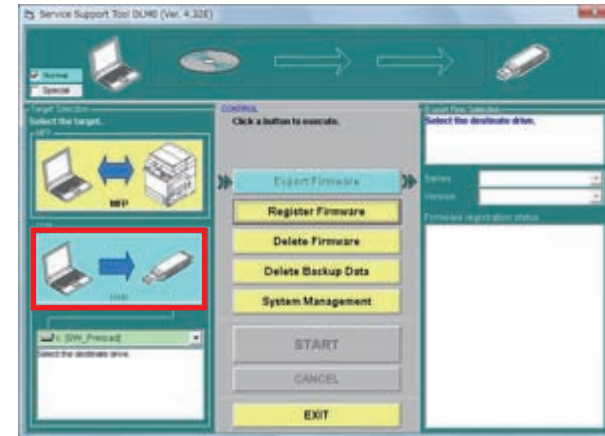 Service Support Tool DLM0 (Ver. 4.32E)
Normal
Special
Target Selection
Select the target.
MFP
MFP
USB
c: [SW_Preload]
Select the destinate drive.
CONTROL
Click a button to execute.
Export Firmware
Register Firmware
Delete Firmware
Delete Backup Data
System Management
START
CANCEL
EXIT
Select the destinate drive.
Series
Version
Firmware registration status